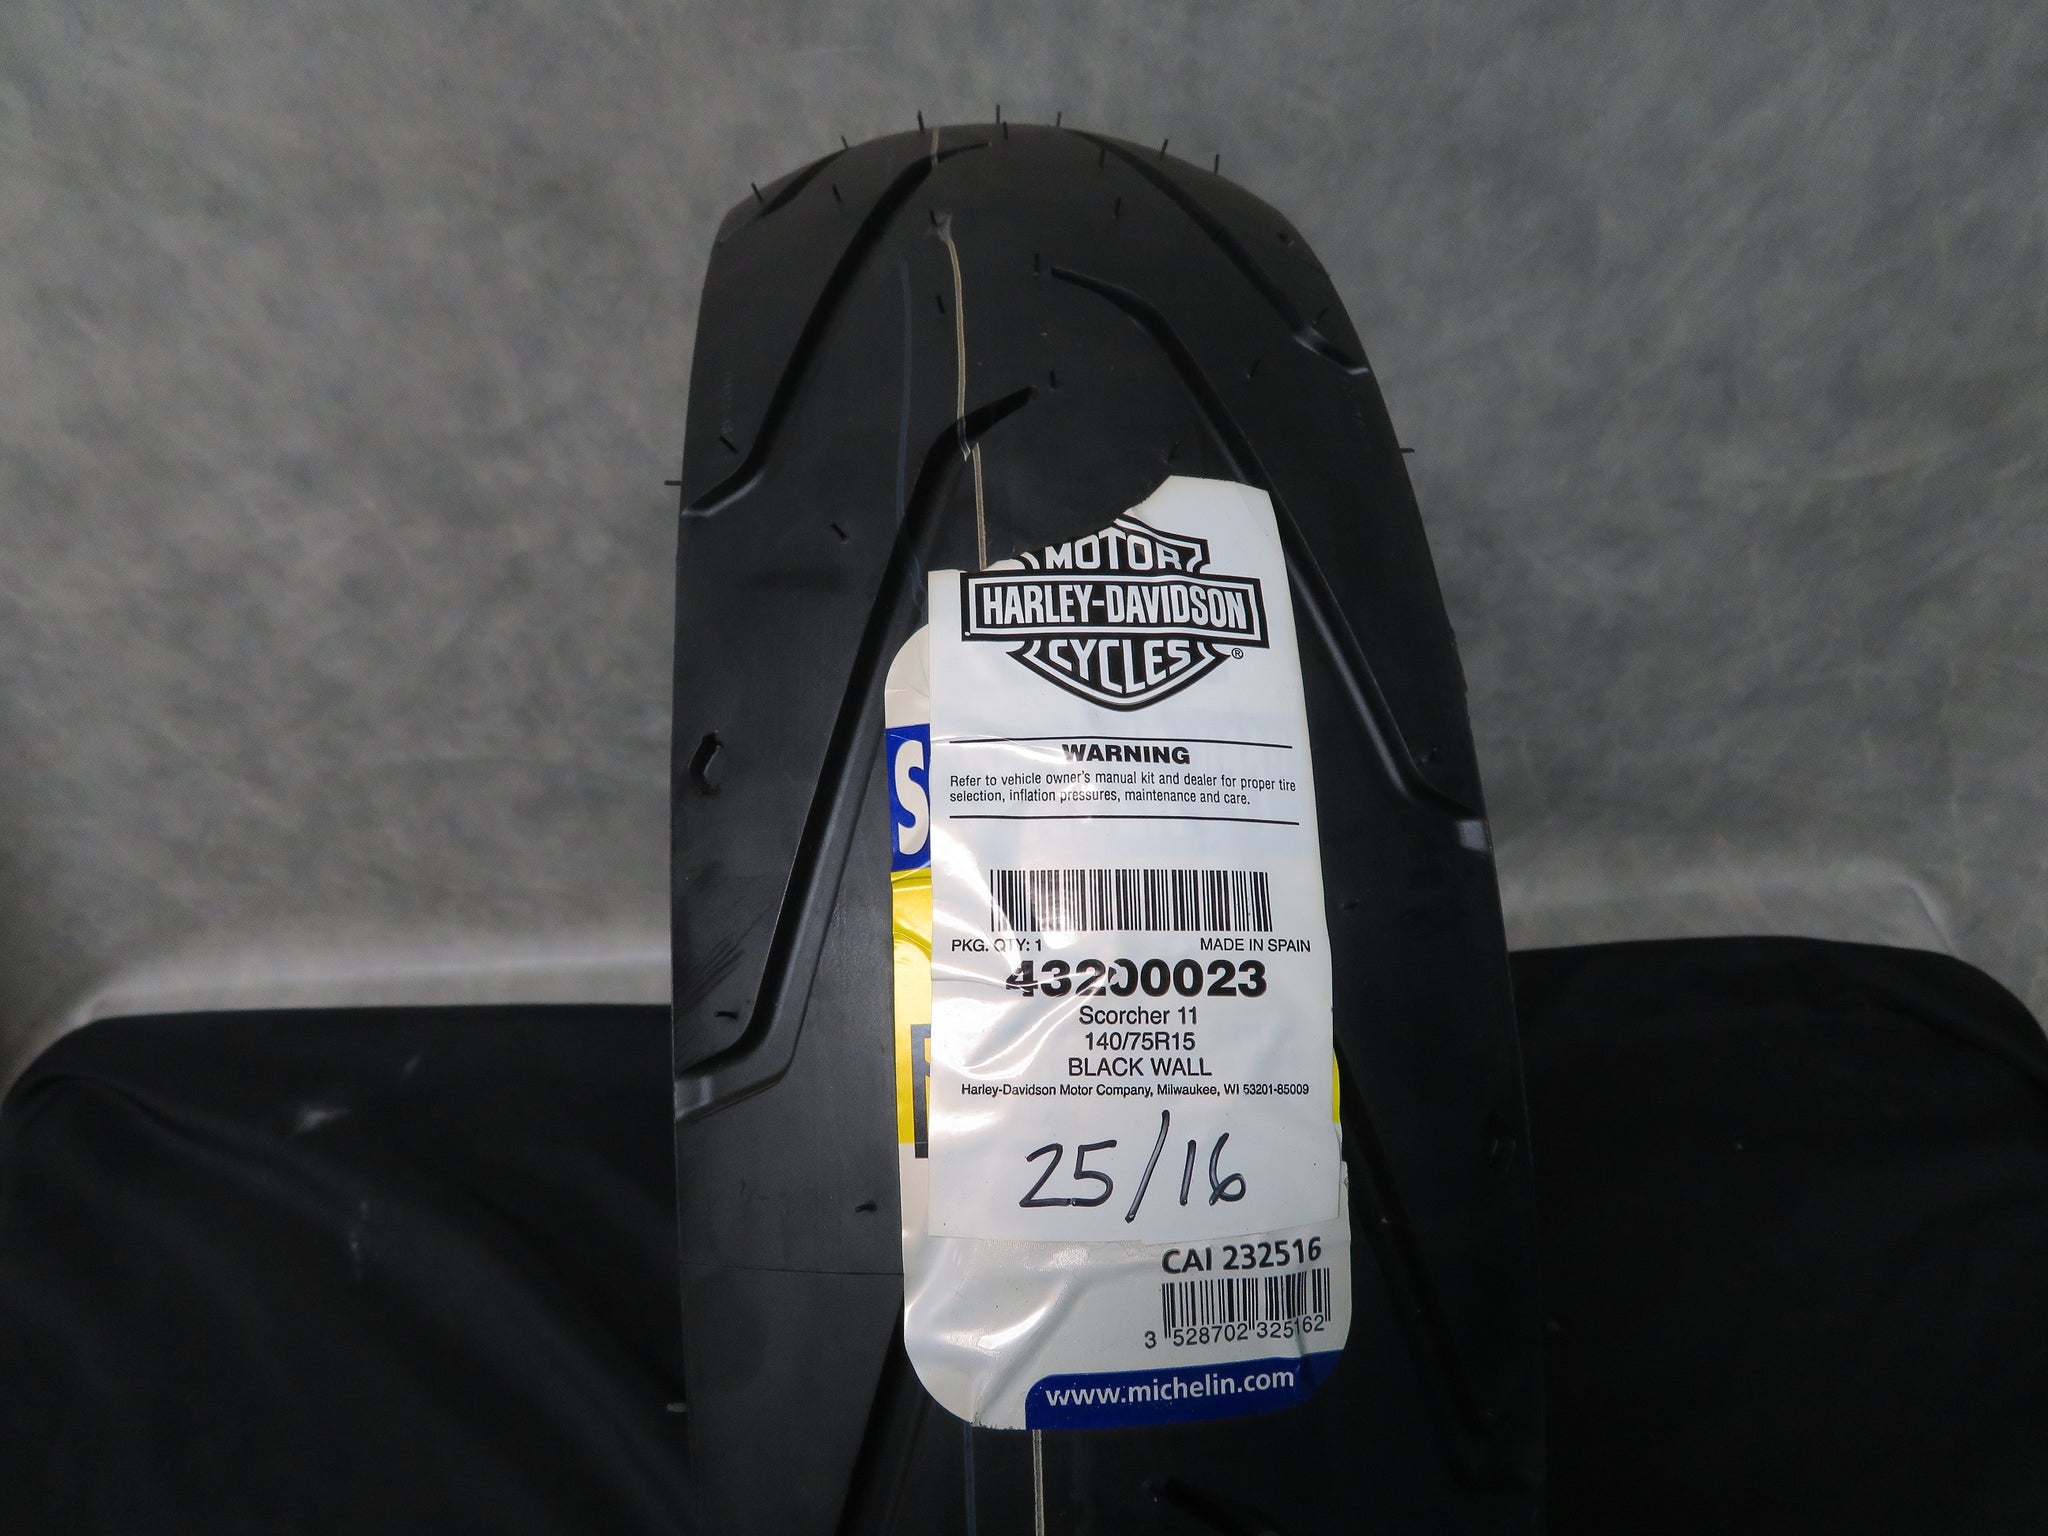 MOTOR
HARLEY-DAVIDSON
CYCLES ®
WARNING
Refer to vehicle owner's manual kit and dealer for proper tire
selection, inflation pressures, maintenance and care.
S
PKG. QTY: 1 MADE IN SPAIN
43200023
Scorcher 11
140/75R15
BLACK WALL
Harley-Davidson Motor Company, Milwaukee, WI 53201-85009
25/16
CAI 232516
3 528702 325162
www.michelin.com